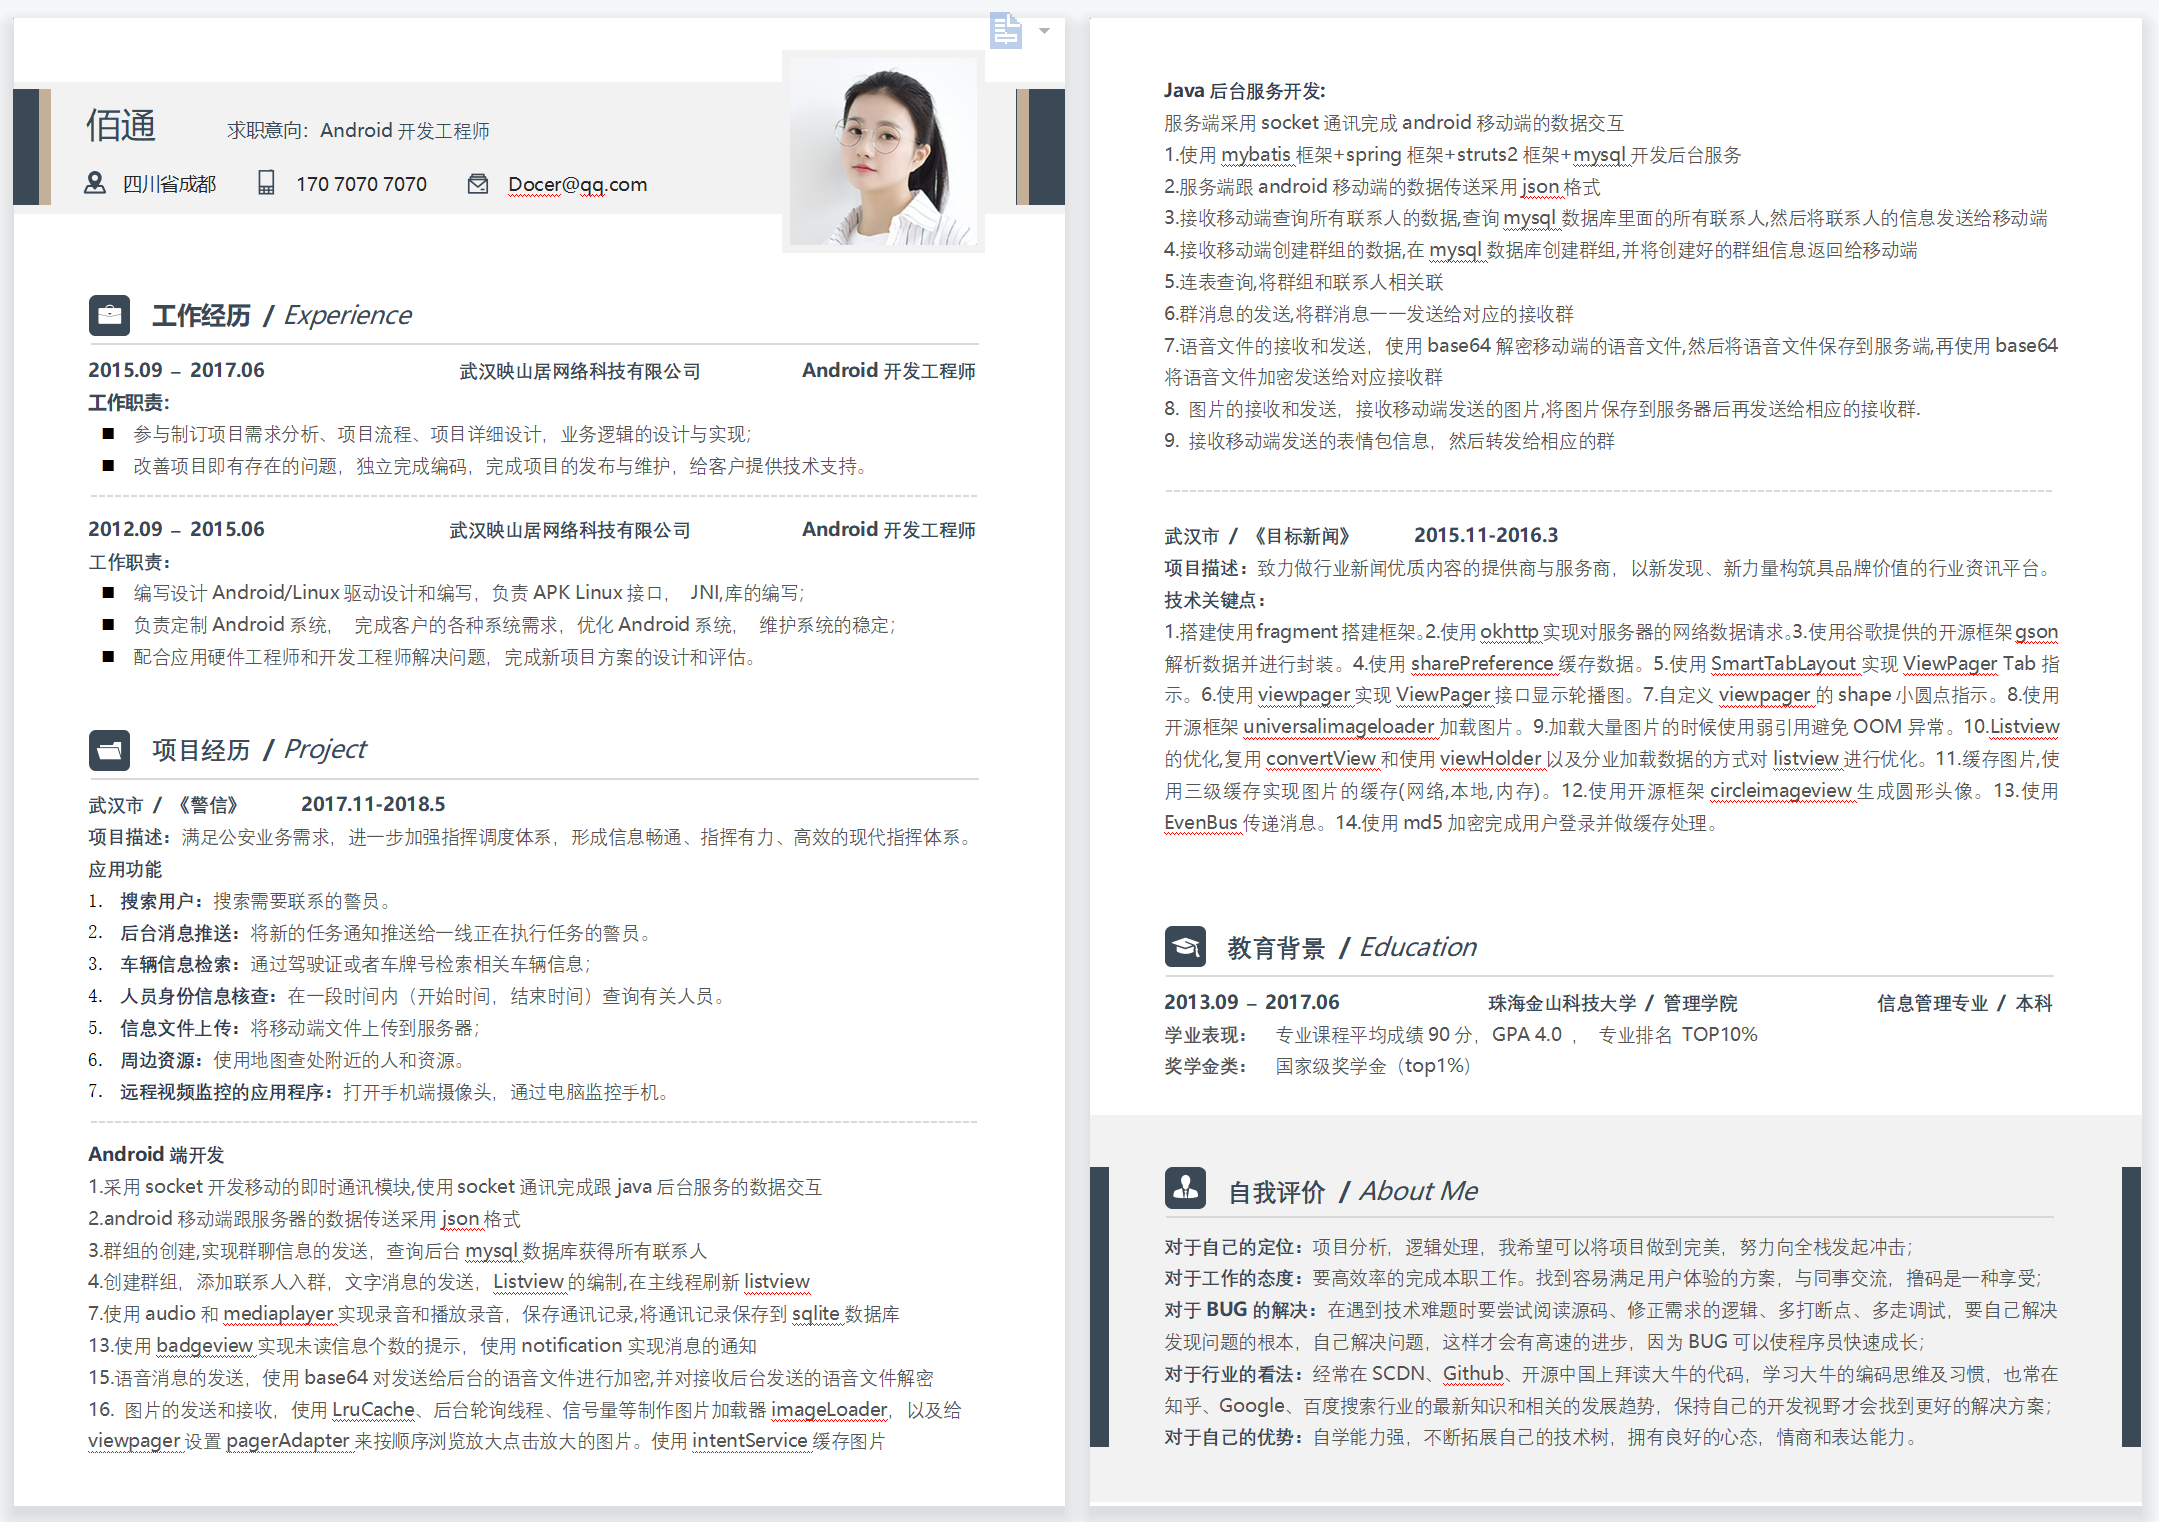 佰通
求职意向：Android 开发工程师
四川省成都 170 7070 7070 Docer@qq.com
工作经历 / Experience
2015.09 – 2017.06 武汉映山居网络科技有限公司 Android 开发工程师
工作职责：
■ 参与制订项目需求分析、项目流程、项目详细设计，业务逻辑的设计与实现；
■ 改善项目即有存在的问题，独立完成编码，完成项目的发布与维护，给客户提供技术支持。
2012.09 – 2015.06 武汉映山居网络科技有限公司 Android 开发工程师
工作职责：
■ 编写设计 Android/Linux 驱动设计和编写，负责 APK Linux 接口， JNI,库的编写；
■ 负责定制 Android 系统， 完成客户的各种系统需求，优化 Android 系统， 维护系统的稳定；
■ 配合应用硬件工程师和开发工程师解决问题，完成新项目方案的设计和评估。
项目经历 / Project
武汉市 / 《警信》 2017.11-2018.5
项目描述：满足公安业务需求，进一步加强指挥调度体系，形成信息畅通、指挥有力、高效的现代指挥体系。
应用功能
1. 搜索用户：搜索需要联系的警员。
2. 后台消息推送：将新的任务通知推送给一线正在执行任务的警员。
3. 车辆信息检索：通过驾驶证或者车牌号检索相关车辆信息；
4. 人员身份信息核查：在一段时间内（开始时间，结束时间）查询有关人员。
5. 信息文件上传：将移动端文件上传到服务器；
6. 周边资源：使用地图查处附近的人和资源。
7. 远程视频监控的应用程序：打开手机端摄像头，通过电脑监控手机。
Android 端开发
1.采用 socket 开发移动的即时通讯模块,使用 socket 通讯完成跟 java 后台服务的数据交互
2.android 移动端跟服务器的数据传送采用 json 格式
3.群组的创建,实现群聊信息的发送，查询后台 mysql 数据库获得所有联系人
4.创建群组，添加联系人入群，文字消息的发送，Listview 的编制,在主线程刷新 listview
7.使用 audio 和 mediaplayer 实现录音和播放录音，保存通讯记录,将通讯记录保存到 sqlite 数据库
13.使用 badgeview 实现未读信息个数的提示，使用 notification 实现消息的通知
15.语音消息的发送，使用 base64 对发送给后台的语音文件进行加密,并对接收后台发送的语音文件解密
16. 图片的发送和接收，使用 LruCache、后台轮询线程、信号量等制作图片加载器 imageLoader，以及给
viewpager 设置 pagerAdapter 来按顺序浏览放大点击放大的图片。使用 intentService 缓存图片
Java 后台服务开发:
服务端采用 socket 通讯完成 android 移动端的数据交互
1.使用 mybatis 框架+spring 框架+struts2 框架+mysql 开发后台服务
2.服务端跟 android 移动端的数据传送采用 json 格式
3.接收移动端查询所有联系人的数据,查询 mysql 数据库里面的所有联系人,然后将联系人的信息发送给移动端
4.接收移动端创建群组的数据,在 mysql 数据库创建群组,并将创建好的群组信息返回给移动端
5.连表查询,将群组和联系人相关联
6.群消息的发送,将群消息一一发送给对应的接收群
7.语音文件的接收和发送，使用 base64 解密移动端的语音文件,然后将语音文件保存到服务端,再使用 base64
将语音文件加密发送给对应接收群
8. 图片的接收和发送，接收移动端发送的图片,将图片保存到服务器后再发送给相应的接收群.
9. 接收移动端发送的表情包信息，然后转发给相应的群
武汉市 / 《目标新闻》 2015.11-2016.3
项目描述：致力做行业新闻优质内容的提供商与服务商，以新发现、新力量构筑具品牌价值的行业资讯平台。
技术关键点：
1.搭建使用 fragment 搭建框架。2.使用 okhttp 实现对服务器的网络数据请求。3.使用谷歌提供的开源框架 gson
解析数据并进行封装。4.使用 sharePreference 缓存数据。5.使用 SmartTabLayout 实现 ViewPager Tab 指
示。6.使用 viewpager 实现 ViewPager 接口显示轮播图。7.自定义 viewpager 的 shape 小圆点指示。8.使用
开源框架 universalimageloader 加载图片。9.加载大量图片的时候使用弱引用避免 OOM 异常。10.Listview
的优化,复用 convertView 和使用 viewHolder 以及分业加载数据的方式对 listview 进行优化。11.缓存图片,使
用三级缓存实现图片的缓存(网络,本地,内存)。12.使用开源框架 circleimageview 生成圆形头像。13.使用
EvenBus 传递消息。14.使用 md5 加密完成用户登录并做缓存处理。
教育背景 / Education
2013.09 – 2017.06 珠海金山科技大学 / 管理学院 信息管理专业 / 本科
学业表现： 专业课程平均成绩 90 分，GPA 4.0 ， 专业排名 TOP10%
奖学金类： 国家级奖学金（top1%）
自我评价 / About Me
对于自己的定位：项目分析，逻辑处理，我希望可以将项目做到完美，努力向全栈发起冲击；
对于工作的态度：要高效率的完成本职工作。找到容易满足用户体验的方案，与同事交流，撸码是一种享受；
对于 BUG 的解决：在遇到技术难题时要尝试阅读源码、修正需求的逻辑、多打断点、多走调试，要自己解决
发现问题的根本，自己解决问题，这样才会有高速的进步，因为 BUG 可以使程序员快速成长；
对于行业的看法：经常在 SCDN、Github、开源中国上拜读大牛的代码，学习大牛的编码思维及习惯，也常在
知乎、Google、百度搜索行业的最新知识和相关的发展趋势，保持自己的开发视野才会找到更好的解决方案；
对于自己的优势：自学能力强，不断拓展自己的技术树，拥有良好的心态，情商和表达能力。